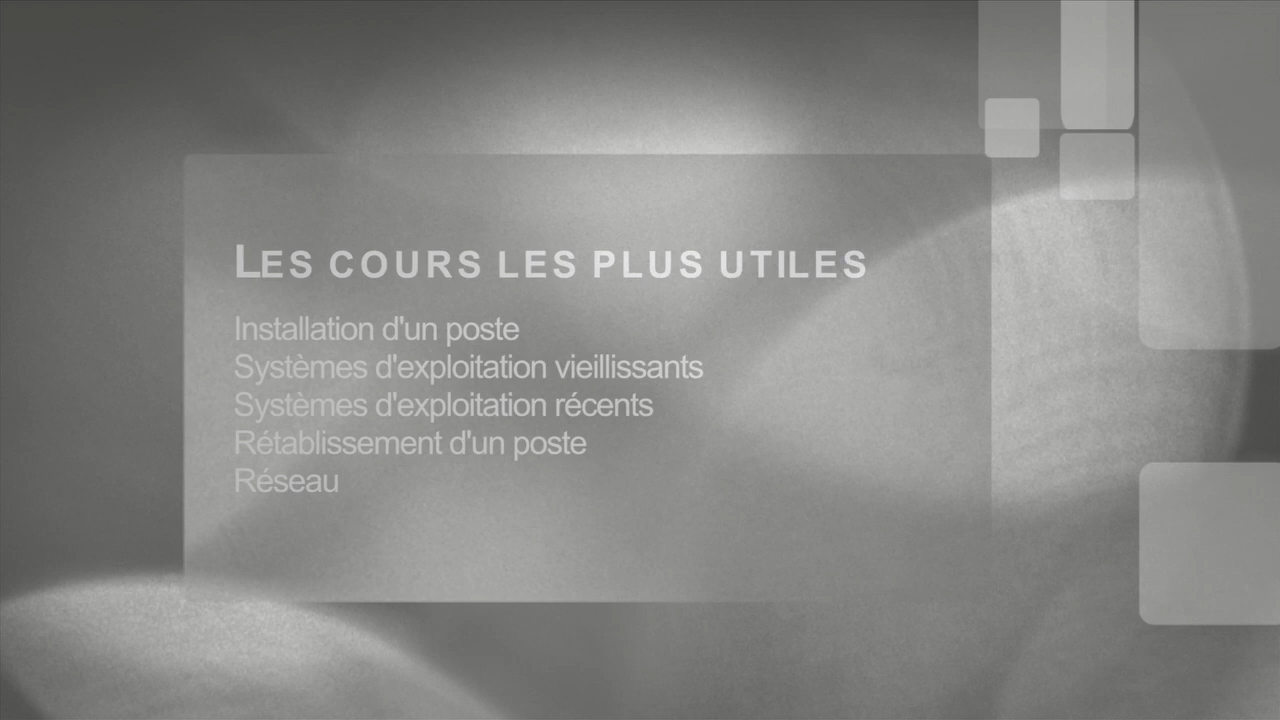 LES COURS LES PLUS UTILES
Installation d'un poste
Systèmes d'exploitation vieillissants
Systèmes d'exploitation récents
Rétablissement d'un poste
Réseau